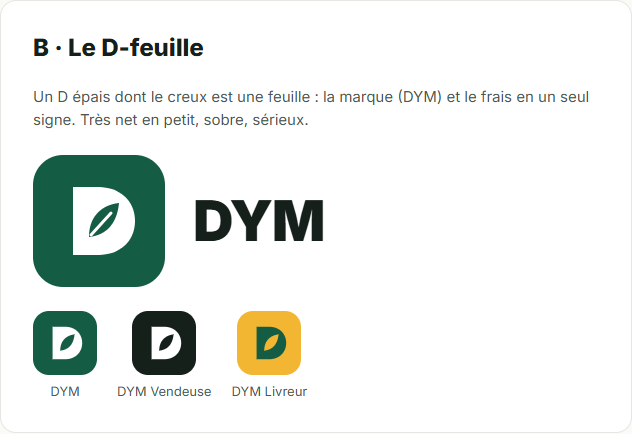 B · Le D-feuille
Un D épais dont le creux est une feuille : la marque (DYM) et le frais en un seul
signe. Très net en petit, sobre, sérieux.
D DYM
D D D
DYM DYM Vendeuse DYM Livreur